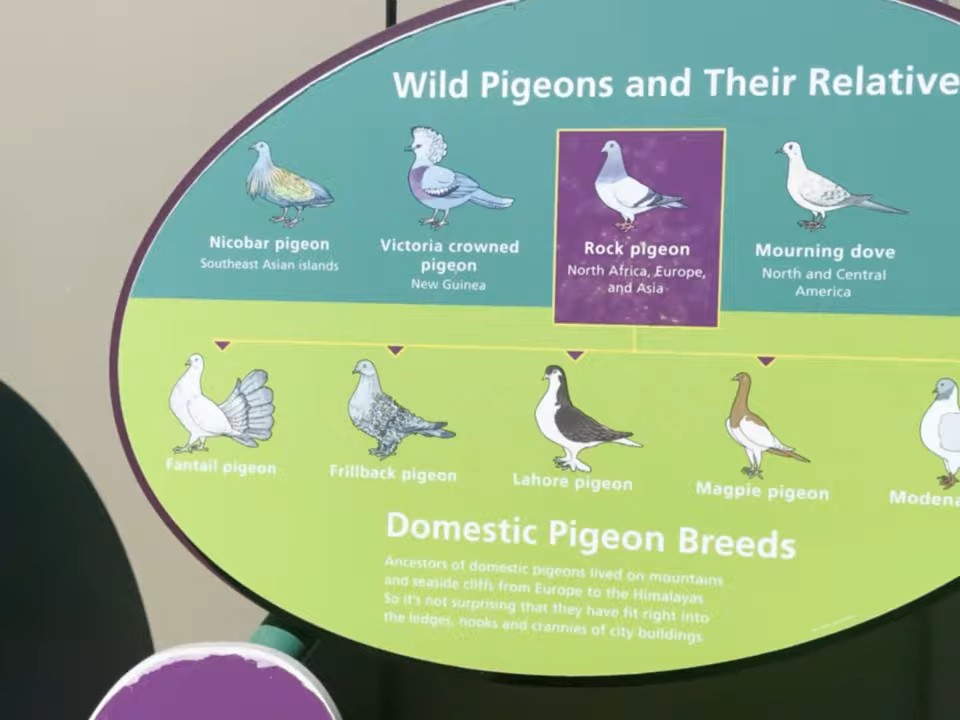 Wild Pigeons and Their Relative
Nicobar pigeon
Southeast Asian islands
Victoria crowned
pigeon
New Guinea
Rock pigeon
North Africa, Europe,
and Asia
Mourning dove
North and Central
America
Fantail pigeon
Frillback pigeon
Lahore pigeon
Magpie pigeon
Modena
Domestic Pigeon Breeds
Ancestors of domestic pigeons lived on mountains
and seaside cliffs from Europe to the Himalayas
So it's not surprising that they have fit right into
the ledges, nooks and crannies of city buildings